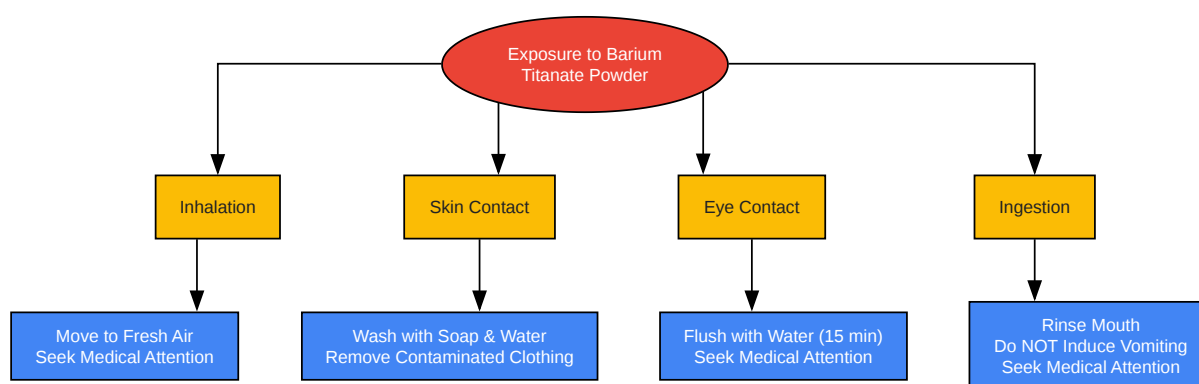 Exposure to Barium
Titanate Powder
Inhalation
Skin Contact
Eye Contact
Ingestion
Move to Fresh Air
Seek Medical Attention
Wash with Soap & Water
Remove Contaminated Clothing
Flush with Water (15 min)
Seek Medical Attention
Rinse Mouth
Do NOT Induce Vomiting
Seek Medical Attention